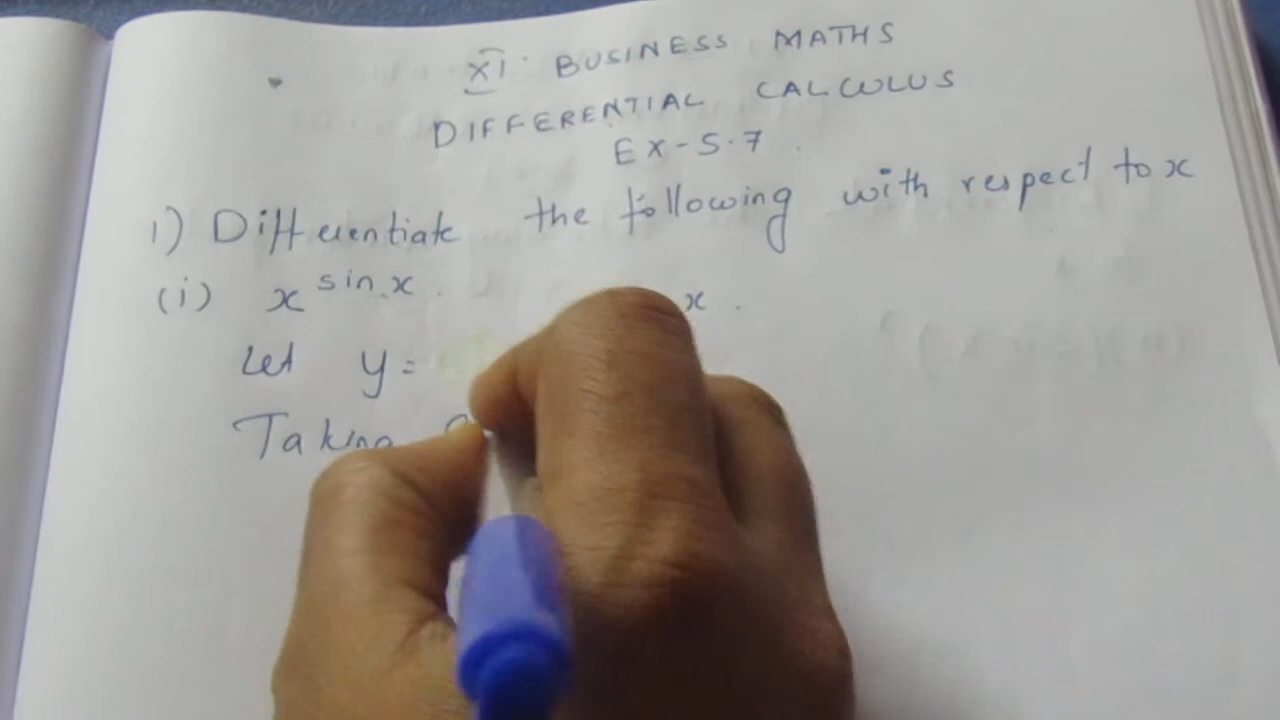 XI. BUSINESS MATHS
DIFFERENTIAL CALCULUS
EX-5.7.
1) Differentiate the following with respect to x
(i) x^sin x. x.
Let y=
Taking